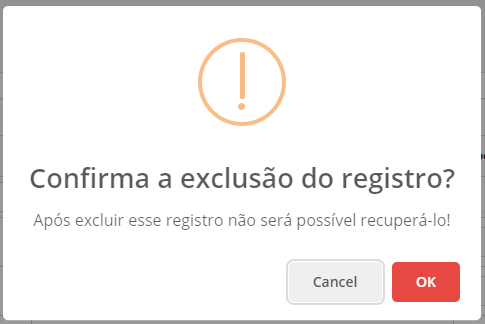 Confirma a exclusão do registro?
Após excluir esse registro não será possível recuperá-lo!
Cancel
OK